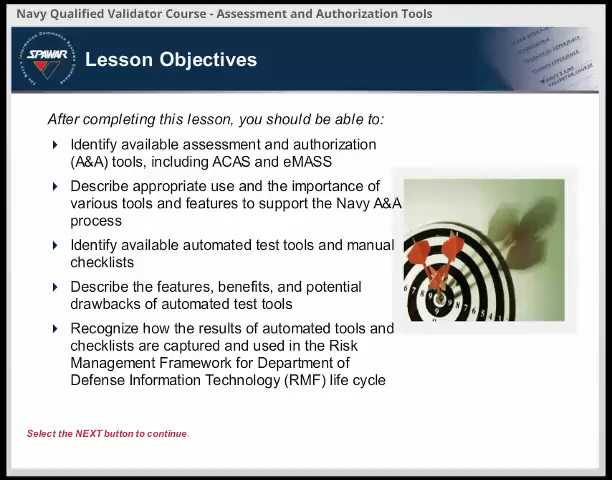 Navy Qualified Validator Course - Assessment and Authorization Tools
SPAWAR
Lesson Objectives
After completing this lesson, you should be able to:
Identify available assessment and authorization
(A&A) tools, including ACAS and eMASS
Describe appropriate use and the importance of
various tools and features to support the Navy A&A
process
Identify available automated test tools and manual
checklists
Describe the features, benefits, and potential
drawbacks of automated test tools
Recognize how the results of automated tools and
checklists are captured and used in the Risk
Management Framework for Department of
Defense Information Technology (RMF) life cycle
Select the NEXT button to continue.